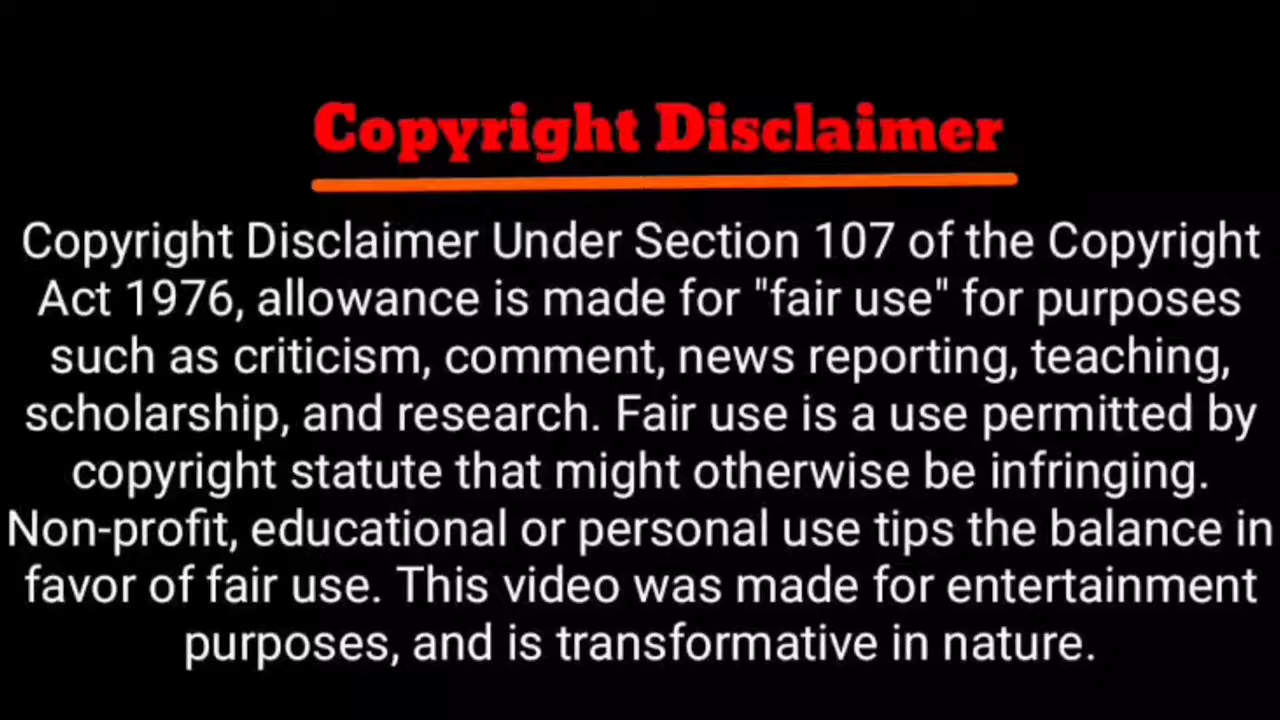 Copyright Disclaimer
Copyright Disclaimer Under Section 107 of the Copyright
Act 1976, allowance is made for "fair use" for purposes
such as criticism, comment, news reporting, teaching,
scholarship, and research. Fair use is a use permitted by
copyright statute that might otherwise be infringing.
Non-profit, educational or personal use tips the balance in
favor of fair use. This video was made for entertainment
purposes, and is transformative in nature.